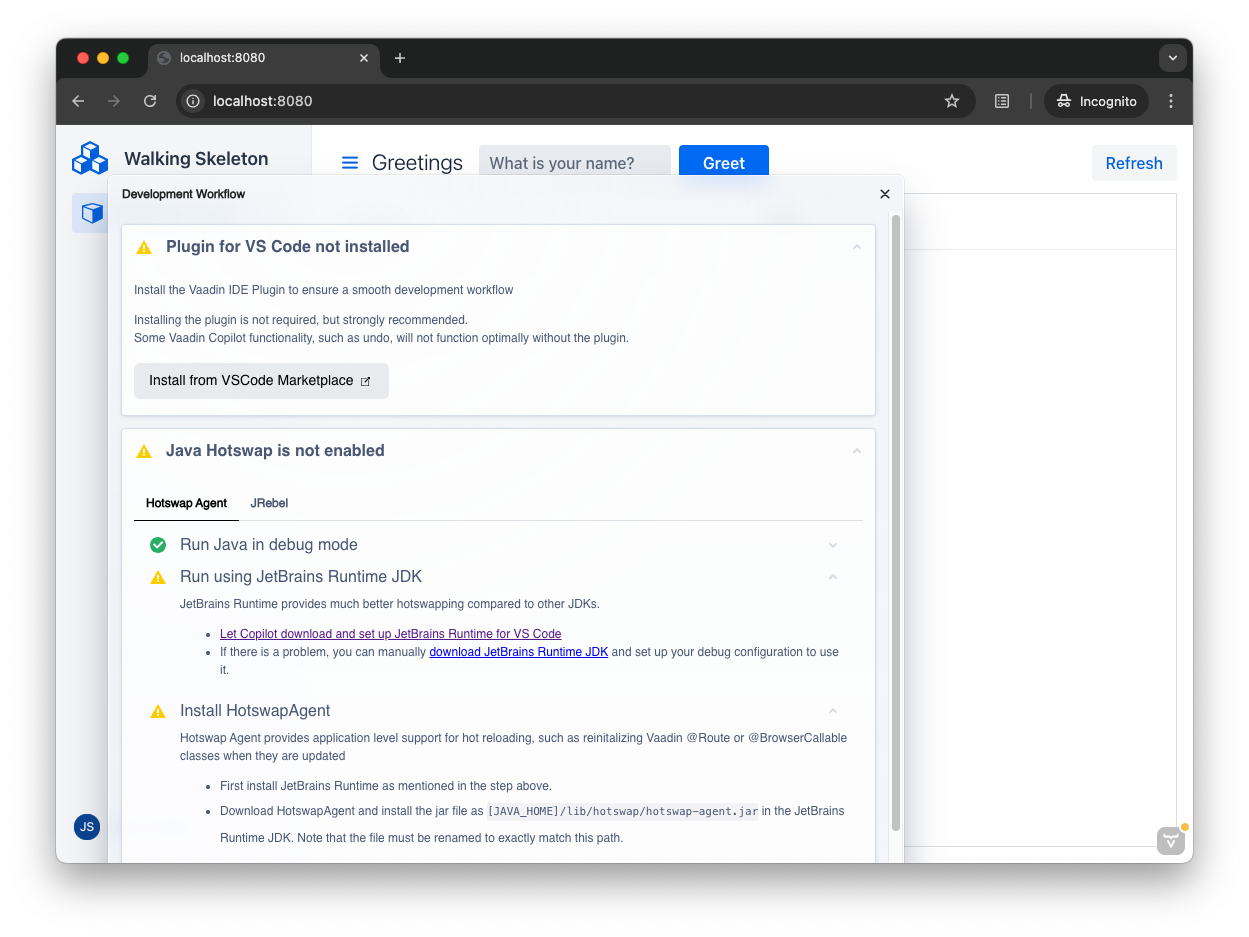 localhost:8080
localhost:8080
Incognito
Walking Skeleton
Greetings
What is your name?
Greet
Refresh
Development Workflow
Plugin for VS Code not installed
Install the Vaadin IDE Plugin to ensure a smooth development workflow
Installing the plugin is not required, but strongly recommended.
Some Vaadin Copilot functionality, such as undo, will not function optimally without the plugin.
Install from VSCode Marketplace
Java Hotswap is not enabled
Hotswap Agent
JRebel
Run Java in debug mode
Run using JetBrains Runtime JDK
JetBrains Runtime provides much better hotswapping compared to other JDKs.
Let Copilot download and set up JetBrains Runtime for VS Code
If there is a problem, you can manually download JetBrains Runtime JDK and set up your debug configuration to use
it.
Install HotswapAgent
Hotswap Agent provides application level support for hot reloading, such as reinitalizing Vaadin @Route or @BrowserCallable
classes when they are updated
First install JetBrains Runtime as mentioned in the step above.
Download HotswapAgent and install the jar file as [JAVA_HOME]/lib/hotswap/hotswap-agent.jar in the JetBrains
Runtime JDK. Note that the file must be renamed to exactly match this path.
JS